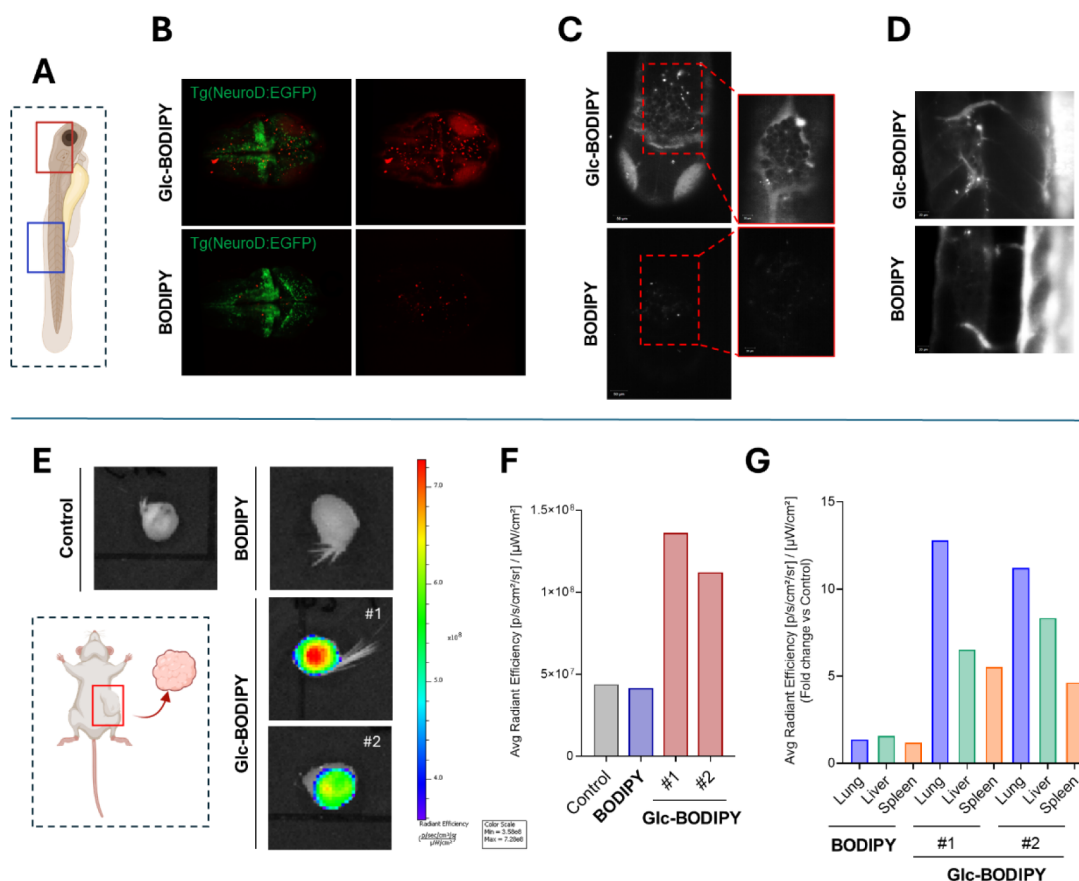 A
B
Glc-BODIPY
Tg(NeuroD:EGFP)
BODIPY
Tg(NeuroD:EGFP)
C
Glc-BODIPY
BODIPY
D
Glc-BODIPY
BODIPY
E
Control
BODIPY
Glc-BODIPY
#1
#2
7.0
6.0
x10⁸
5.0
4.0
Radiant Efficiency
Color Scale
Min = 3.58e8
Max = 7.28e8
F
Avg Radiant Efficiency [p/s/cm²/sr] / [µW/cm²]
1.5×10⁸
1×10⁸
5×10⁷
0
Control
BODIPY
#1
#2
Glc-BODIPY
G
Avg Radiant Efficiency [p/s/cm²/sr] / [µW/cm²]
(Fold change vs Control)
15
10
5
0
Lung
Liver
Spleen
Lung
Liver
Spleen
Lung
Liver
Spleen
BODIPY
#1
#2
Glc-BODIPY